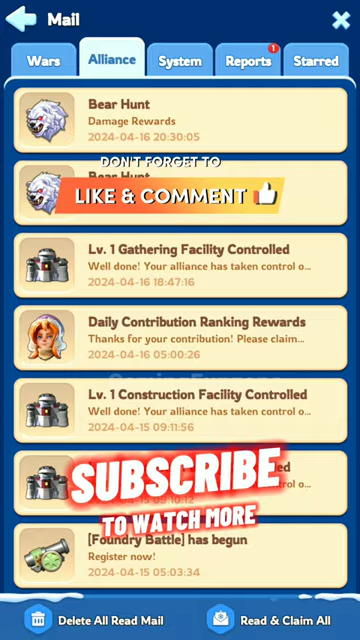 Mail
Wars
Alliance
System
Reports
1
Starred
Bear Hunt
Damage Rewards
2024-04-16 20:30:05
DON'T FORGET TO
Bear Hunt
LIKE & COMMENT
Lv. 1 Gathering Facility Controlled
Well done! Your alliance has taken control o...
2024-04-16 18:47:16
Daily Contribution Ranking Rewards
Thanks for your contribution! Please claim...
2024-04-16 05:00:26
Lv. 1 Construction Facility Controlled
Well done! Your alliance has taken control o...
2024-04-15 09:11:56
SUBSCRIBE
TO WATCH MORE
[Foundry Battle] has begun
Register now!
2024-04-15 05:03:34
Delete All Read Mail
Read & Claim All